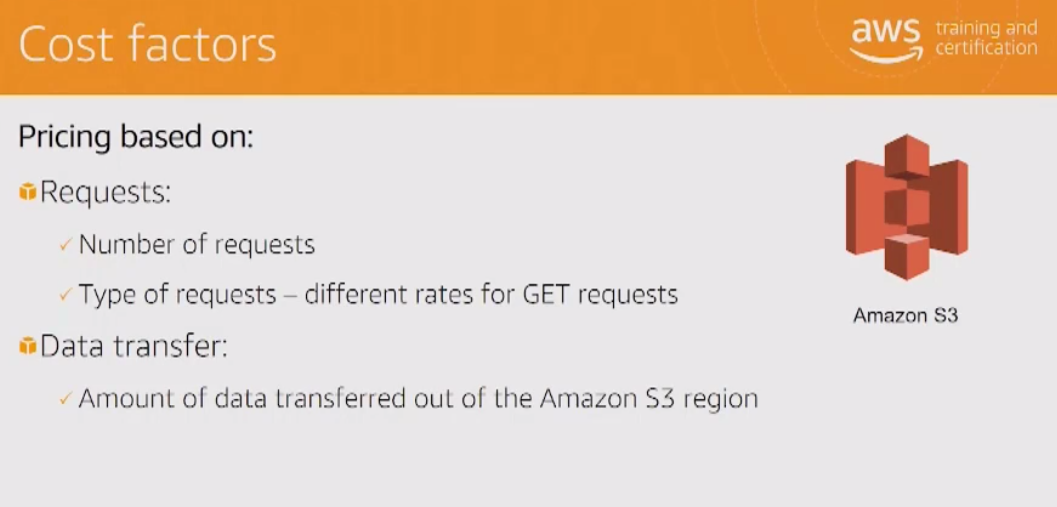 Cost factors
aws training and certification
Pricing based on:
Requests:
✓ Number of requests
✓ Type of requests – different rates for GET requests
Data transfer:
✓ Amount of data transferred out of the Amazon S3 region
Amazon S3